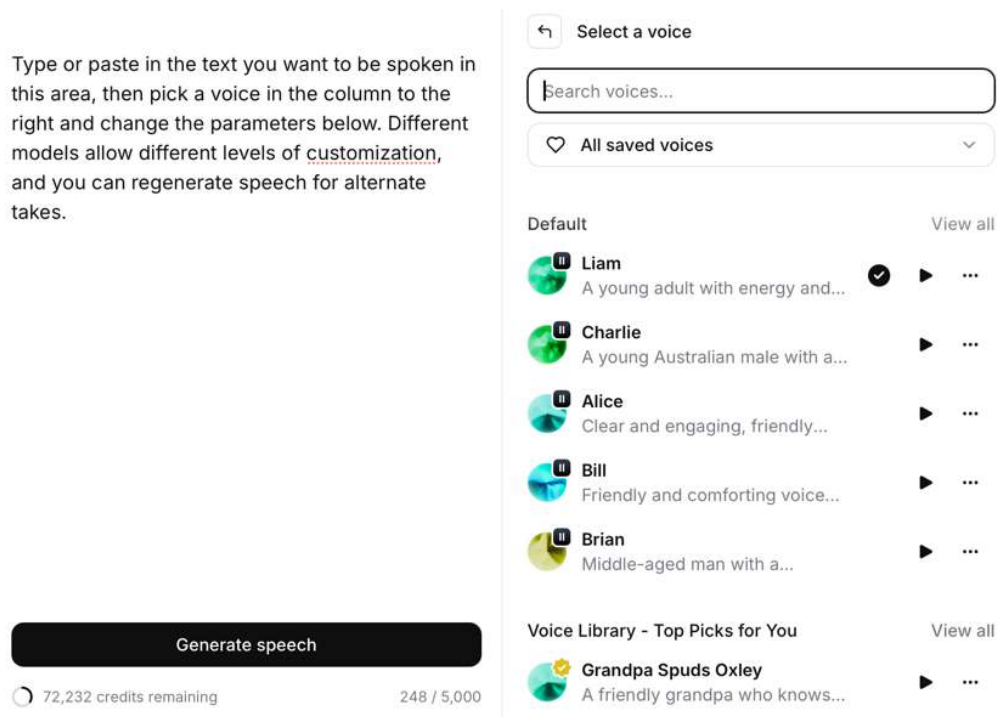 Type or paste in the text you want to be spoken in
this area, then pick a voice in the column to the
right and change the parameters below. Different
models allow different levels of customization,
and you can regenerate speech for alternate
takes.
Generate speech
72,232 credits remaining
248 / 5,000
Select a voice
Search voices...
All saved voices
Default
View all
Liam
A young adult with energy and...
Charlie
A young Australian male with a...
Alice
Clear and engaging, friendly...
Bill
Friendly and comforting voice...
Brian
Middle-aged man with a...
Voice Library - Top Picks for You
View all
Grandpa Spuds Oxley
A friendly grandpa who knows...